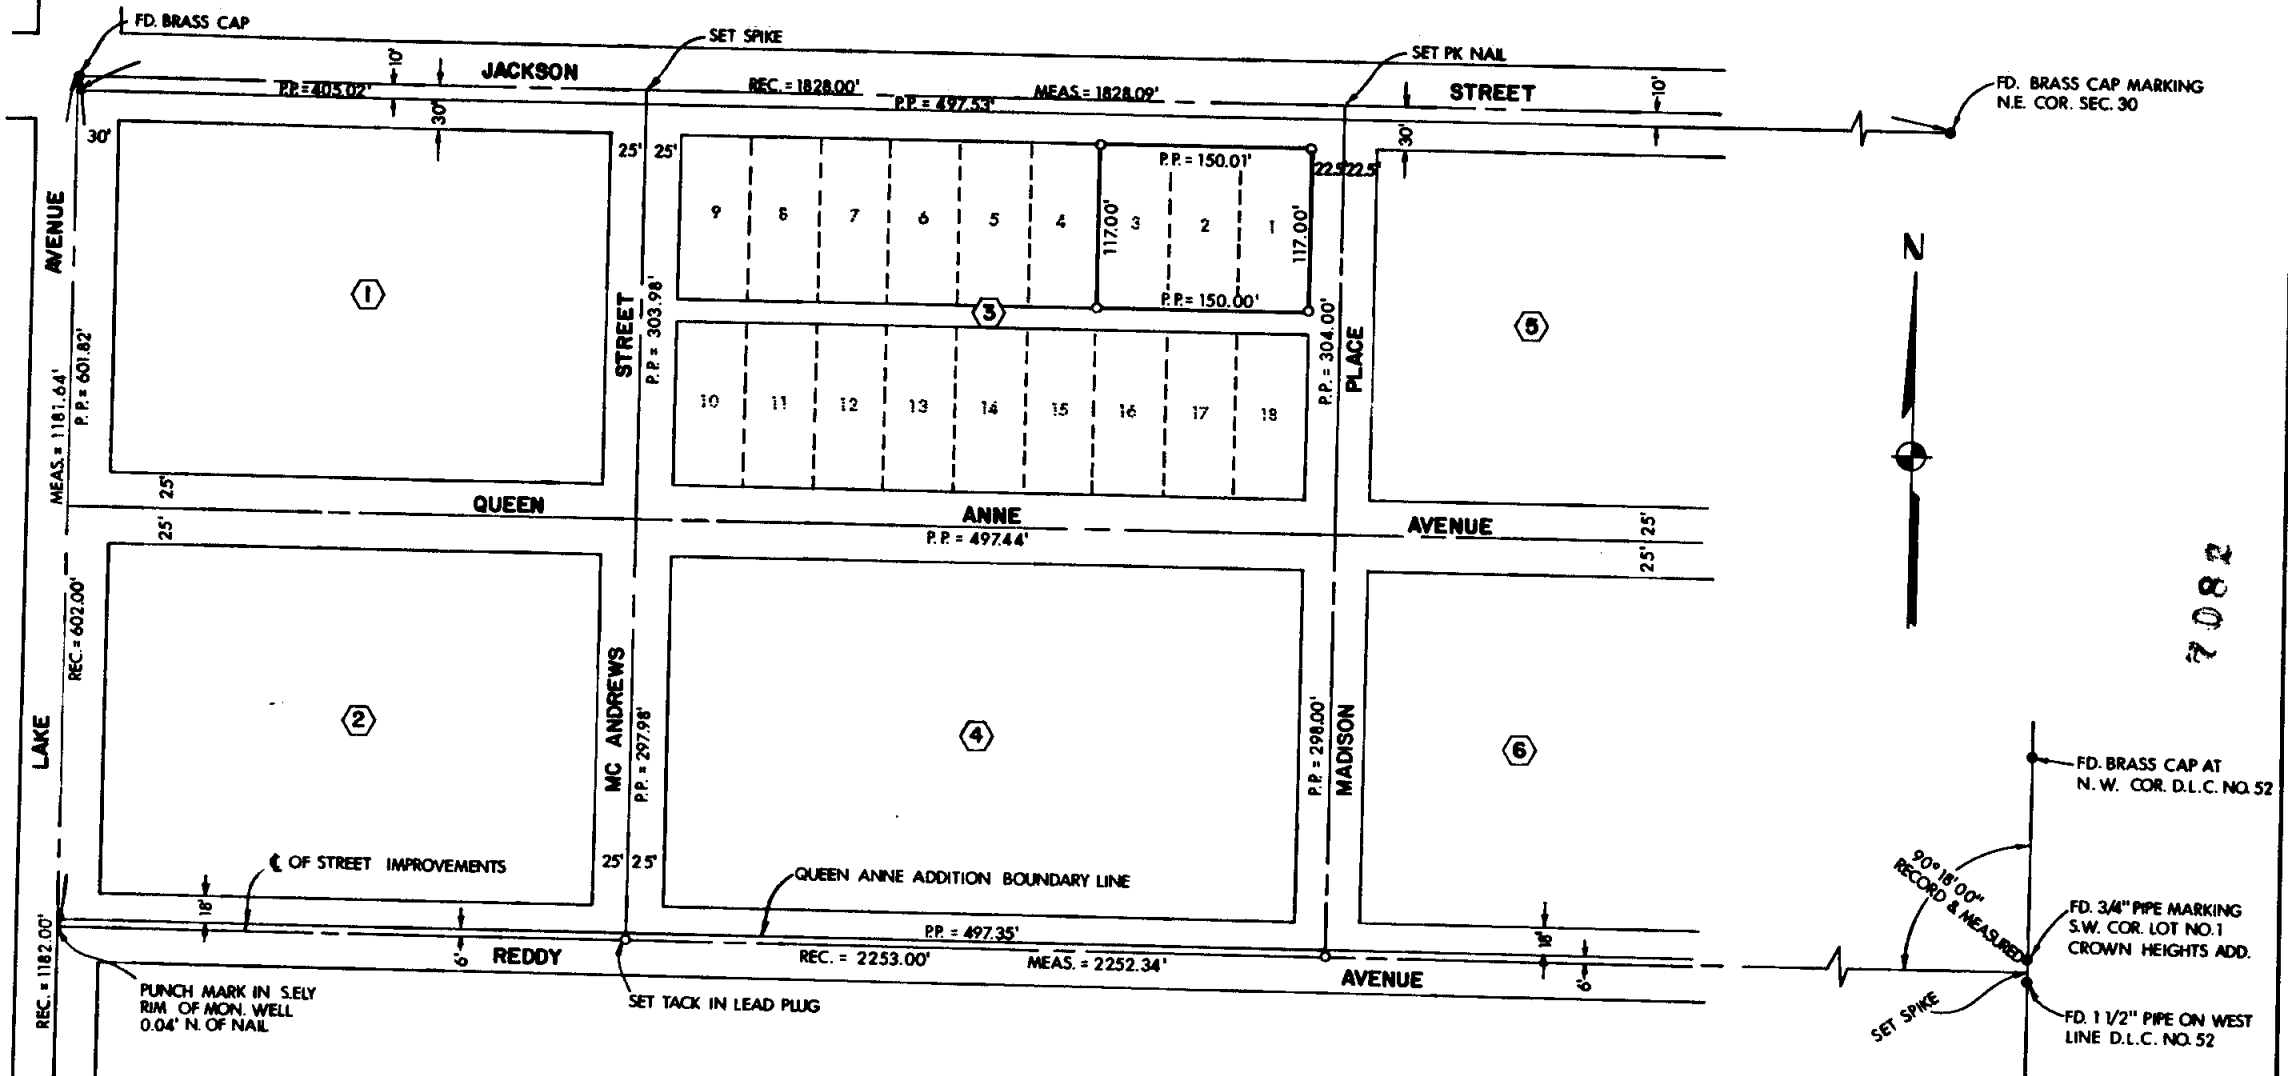 FD. BRASS CAP
SET SPIKE
SET PK NAIL
FD. BRASS CAP MARKING
N.E. COR. SEC. 30
JACKSON
STREET
10'
30'
P.P.=403.02'
REC. = 1828.00'
MEAS. = 1828.09'
P.P. = 497.53'
10'
30'
30'
25'
25'
22.5'
22.5'
P.P. = 150.01'
117.00'
117.00'
P.P. = 150.00'
9
8
7
6
5
4
3
2
1
1
3
5
10
11
12
13
14
15
16
17
18
AVENUE
LAKE
MEAS. = 1181.64'
P.P. = 601.82'
REC. = 602.00'
REC. = 1182.00'
STREET
P.P. = 303.98'
P.P. = 304.00'
PLACE
N
25'
25'
QUEEN
ANNE
AVENUE
P.P. = 497.44'
25'
25'
7082
2
4
6
MC ANDREWS
P.P. = 297.98'
P.P. = 298.00'
MADISON
25'
25'
℄ OF STREET IMPROVEMENTS
QUEEN ANNE ADDITION BOUNDARY LINE
18'
6'
P.P. = 497.35'
REDDY
REC. = 2253.00'
MEAS. = 2252.34'
AVENUE
18'
6'
PUNCH MARK IN S.ELY
RIM OF MON. WELL
0.04' N. OF NAIL
SET TACK IN LEAD PLUG
FD. BRASS CAP AT
N.W. COR. D.L.C. NO. 52
90° 18' 00"
RECORD & MEASURED
FD. 3/4" PIPE MARKING
S.W. COR. LOT NO. 1
CROWN HEIGHTS ADD.
SET SPIKE
FD. 1 1/2" PIPE ON WEST
LINE D.L.C. NO. 52